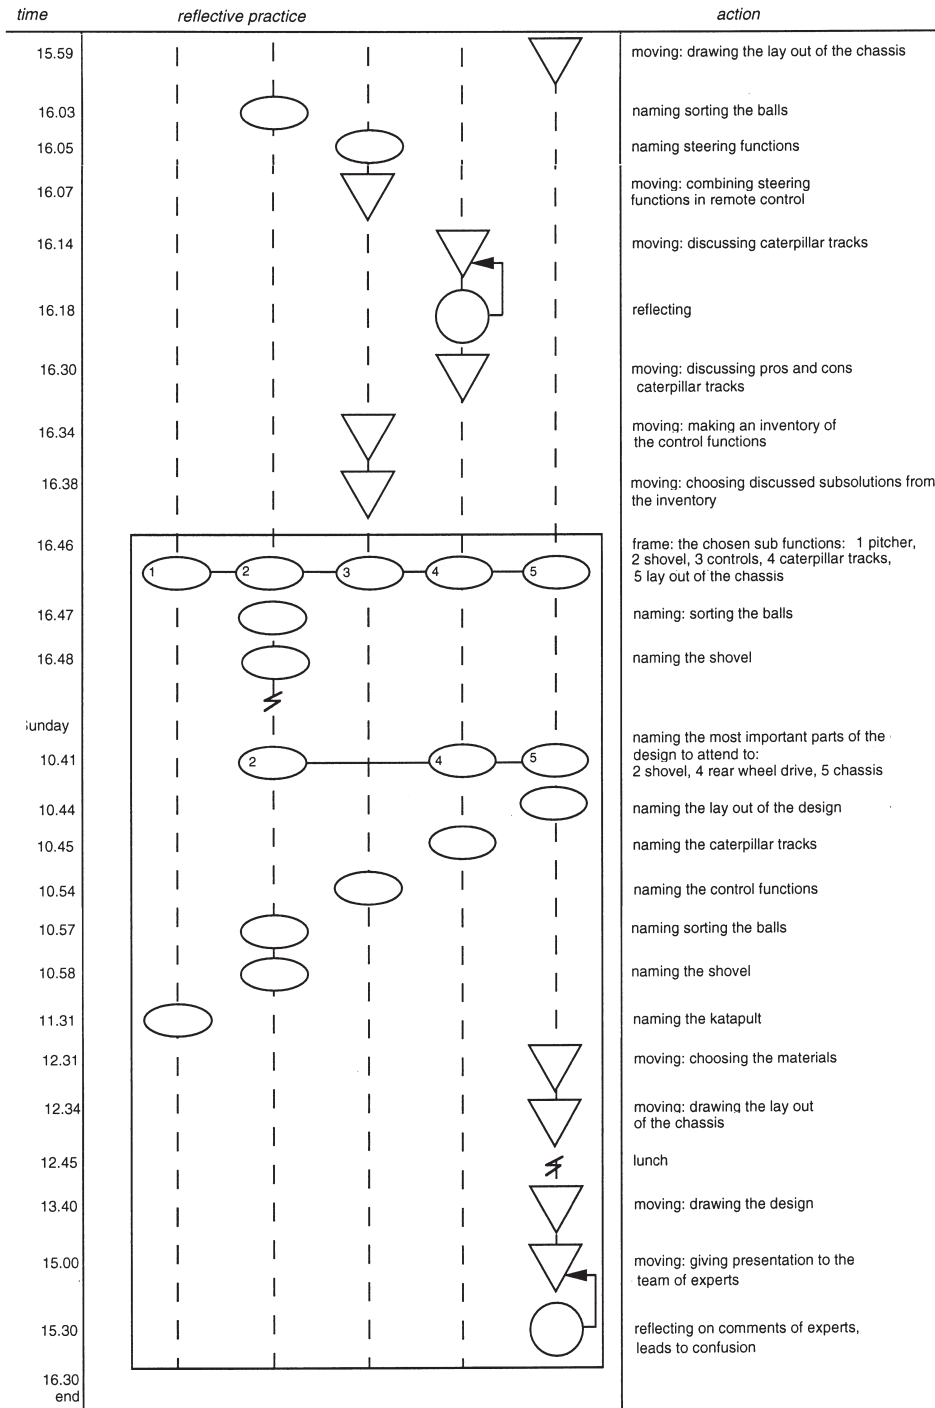 time reflective practice action
15.59 moving: drawing the lay out of the chassis
16.03 naming sorting the balls
16.05 naming steering functions
16.07 moving: combining steering
functions in remote control
16.14 moving: discussing caterpillar tracks
16.18 reflecting
16.30 moving: discussing pros and cons
caterpillar tracks
16.34 moving: making an inventory of
the control functions
16.38 moving: choosing discussed subsolutions from
the inventory
16.46 frame: the chosen sub functions: 1 pitcher,
2 shovel, 3 controls, 4 caterpillar tracks,
5 lay out of the chassis
1 2 3 4 5
16.47 naming: sorting the balls
16.48 naming the shovel
unday
naming the most important parts of the
10.41 design to attend to:
2 shovel, 4 rear wheel drive, 5 chassis
2 4 5
10.44 naming the lay out of the design
10.45 naming the caterpillar tracks
10.54 naming the control functions
10.57 naming sorting the balls
10.58 naming the shovel
11.31 naming the katapult
12.31 moving: choosing the materials
12.34 moving: drawing the lay out
of the chassis
12.45 lunch
13.40 moving: drawing the design
15.00 moving: giving presentation to the
team of experts
15.30 reflecting on comments of experts,
leads to confusion
16.30
end